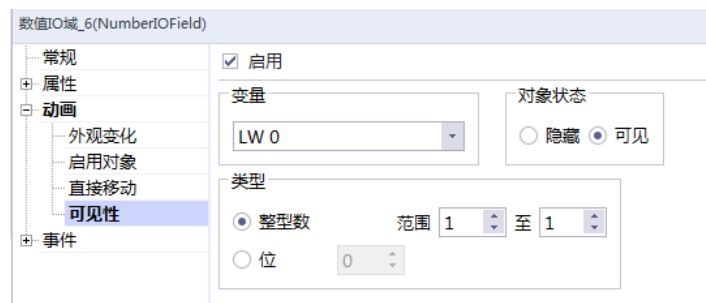 数值IO域_6(NumberIOField)
常规
属性
动画
外观变化
启用对象
直接移动
可见性
事件
启用
变量
LW 0
对象状态
隐藏 可见
类型
整型数 范围 1 至 1
位 0